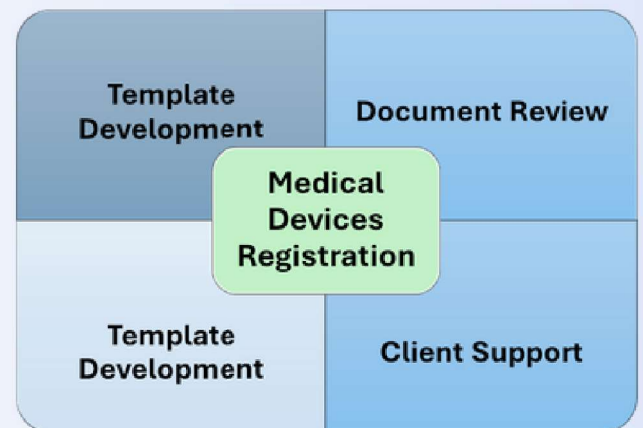 Template
Development
Document Review
Medical
Devices
Registration
Template
Development
Client Support